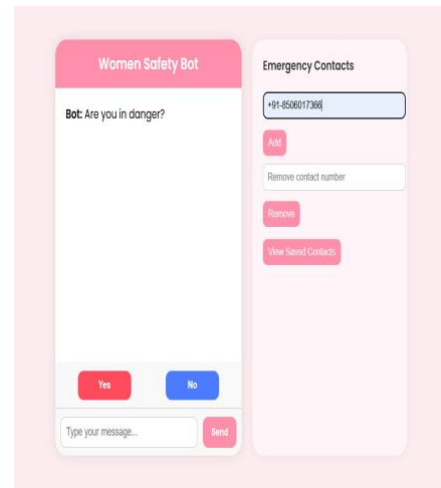 Women Safety Bot
Bot: Are you in danger?
Yes
No
Type your message...
Send
Emergency Contacts
+91-8506017366
Add
Remove contact number
Remove
View Saved Contacts